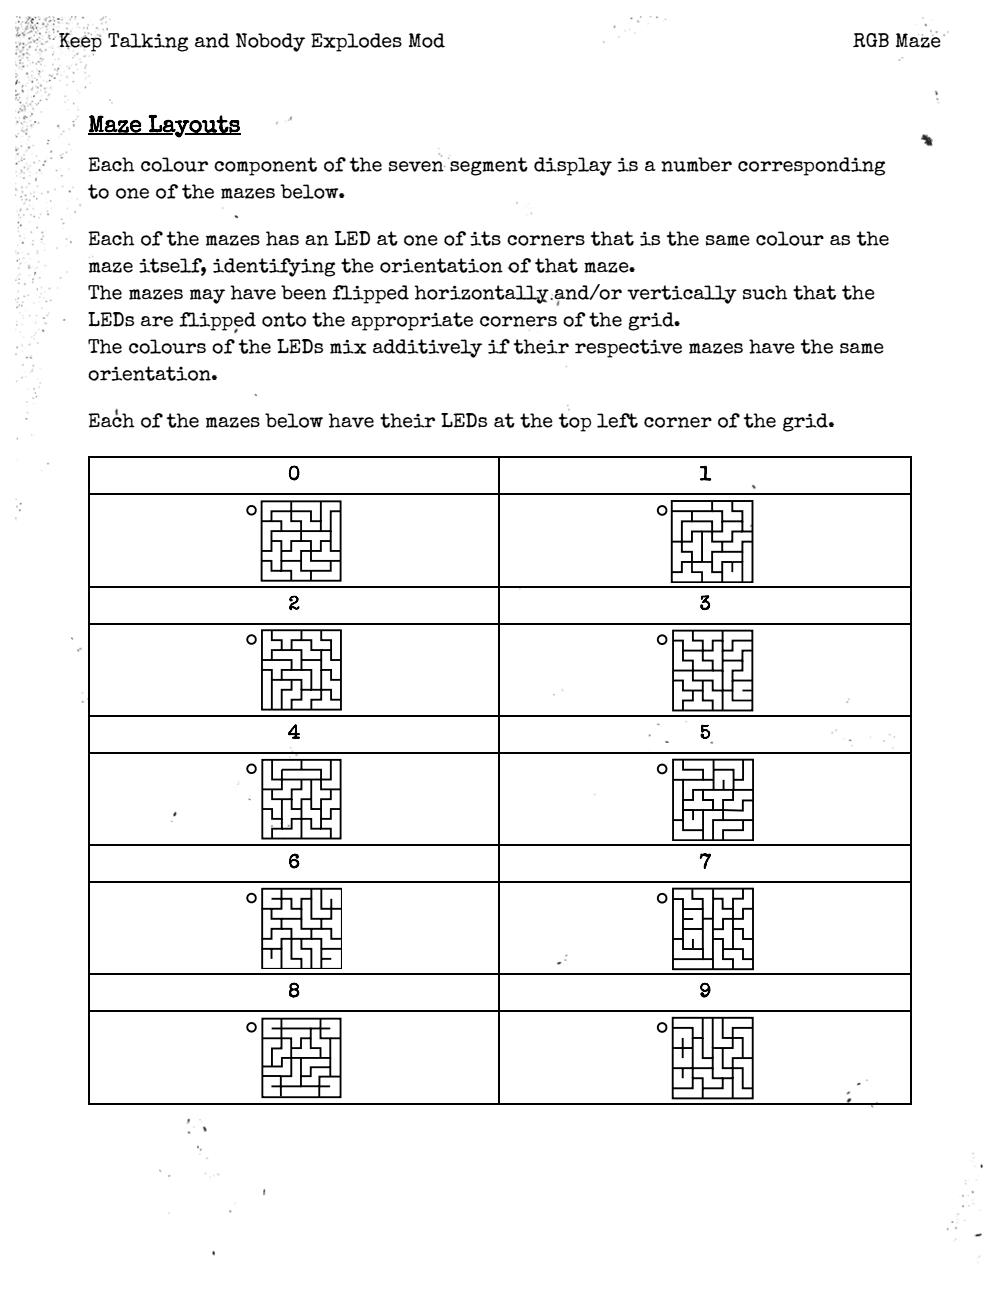 Keep Talking and Nobody Explodes Mod
RGB Maze
Maze Layouts
Each colour component of the seven segment display is a number corresponding
to one of the mazes below.
Each of the mazes has an LED at one of its corners that is the same colour as the
maze itself, identifying the orientation of that maze.
The mazes may have been flipped horizontally and/or vertically such that the
LEDs are flipped onto the appropriate corners of the grid.
The colours of the LEDs mix additively if their respective mazes have the same
orientation.
Each of the mazes below have their LEDs at the top left corner of the grid.
0 1
2 3
4 5
6 7
8 9